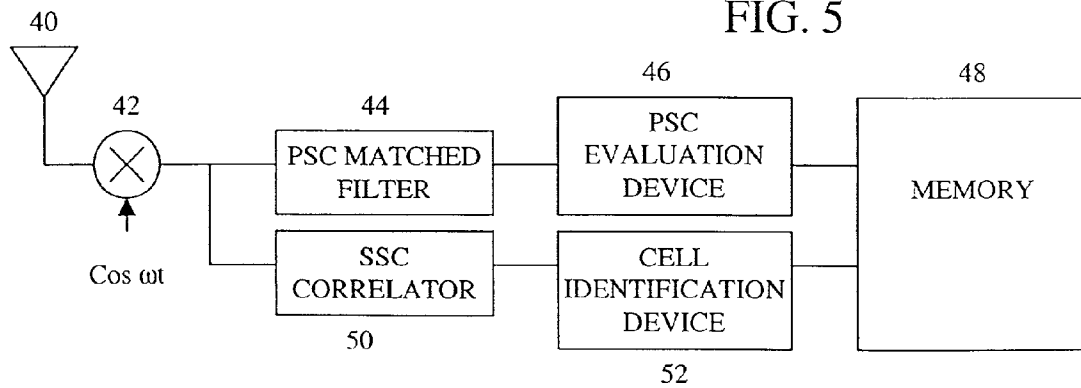 FIG. 5
40
42
44
46
48
PSC MATCHED
FILTER
PSC
EVALUATION
DEVICE
MEMORY
Cos ωt
SSC
CORRELATOR
CELL
IDENTIFICATION
DEVICE
50
52